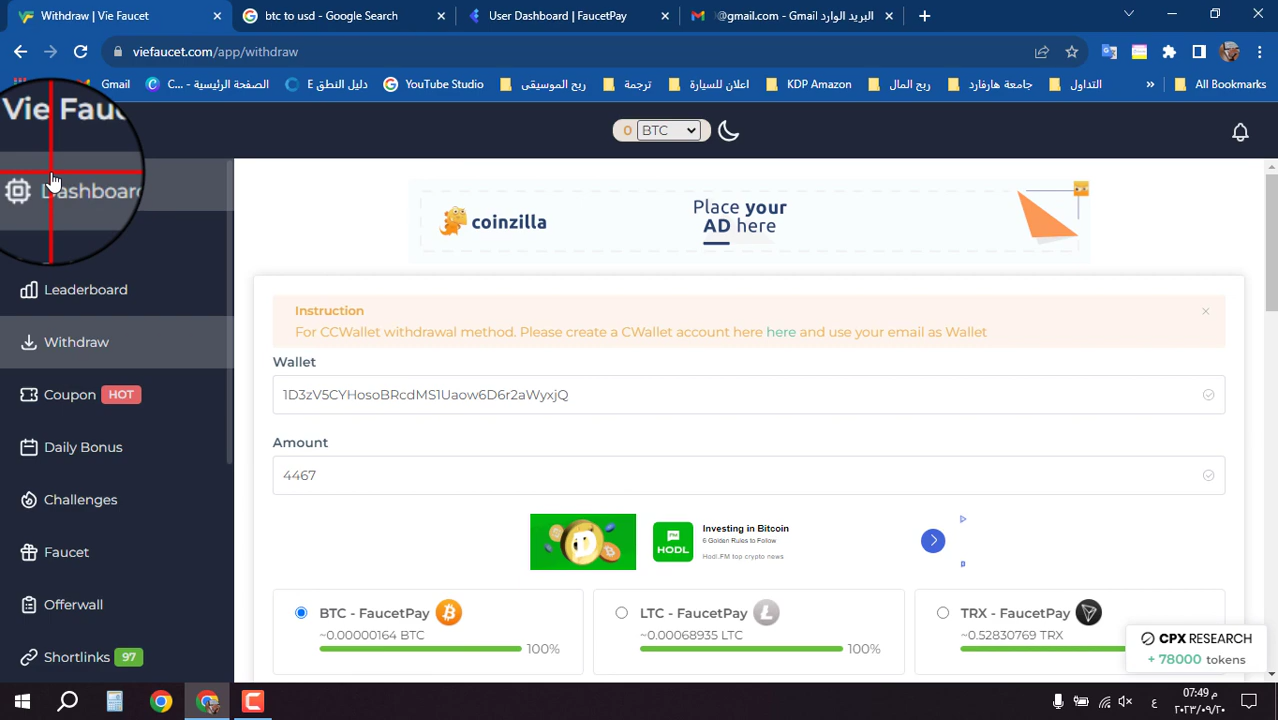 Withdraw | Vie Faucet
btc to usd - Google Search
User Dashboard | FaucetPay
البريد الوارد @gmail.com - Gmail
viefaucet.com/app/withdraw
Gmail
الصفحة الرئيسية - C...
دليل النطق E
YouTube Studio
ربح الموسيقى
ترجمة
اعلان للسيارة
KDP Amazon
ربح المال
جامعة هارفارد
التداول
All Bookmarks
Vie Fauc
0 BTC
Dashboard
Leaderboard
Withdraw
Coupon HOT
Daily Bonus
Challenges
Faucet
Offerwall
Shortlinks 97
coinzilla
Place your
AD here
Instruction
For CCWallet withdrawal method. Please create a CWallet account here here and use your email as Wallet
Wallet
1D3zV5CYHosoBRcdMS1Uaow6D6r2aWyxjQ
Amount
4467
HODL
Investing in Bitcoin
6 Golden Rules to Follow
Hodl.FM top crypto news
BTC - FaucetPay
~0.00000164 BTC
100%
LTC - FaucetPay
~0.00068935 LTC
100%
TRX - FaucetPay
~0.52830769 TRX
CPX RESEARCH
+ 78000 tokens
ع
07:49 م
٢٠٢٣/٠٩/٢٠